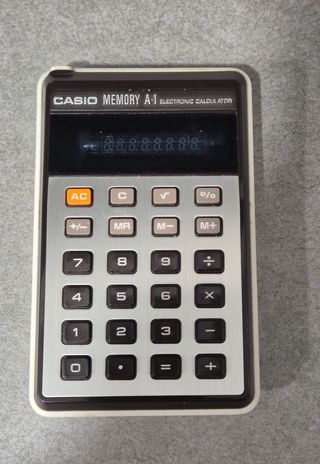 CASIO MEMORY A-1 ELECTRONIC CALCULATOR
AC C √ %
+/− MR M− M+
7 8 9 ÷
4 5 6 ×
1 2 3 −
0 • = +